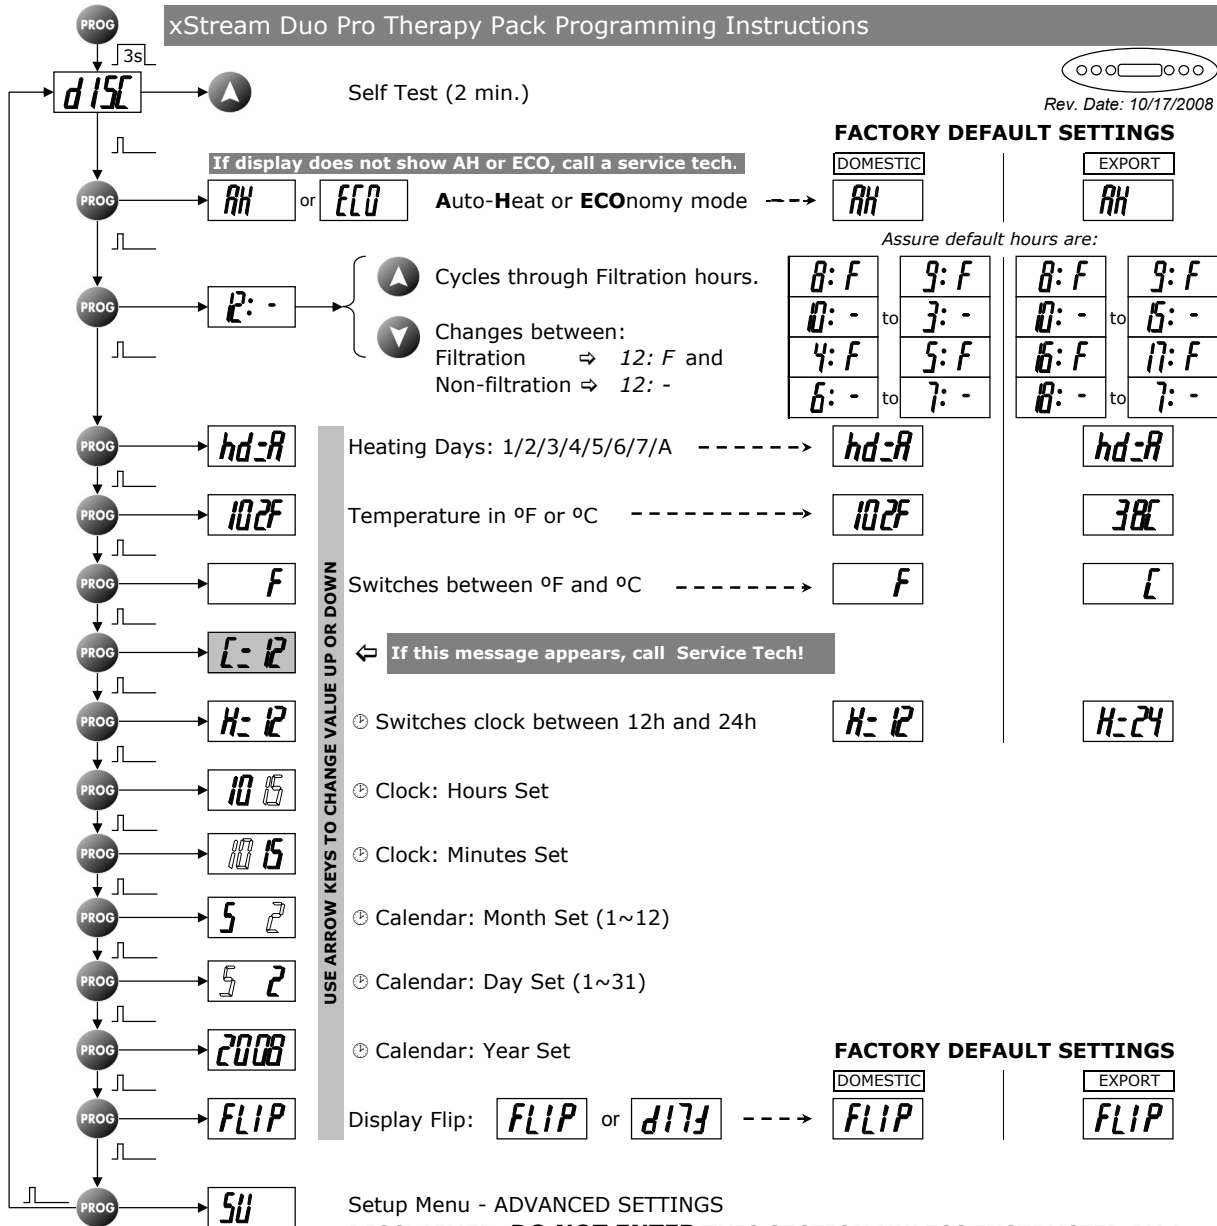 PROG
xStream Duo Pro Therapy Pack Programming Instructions
3s
dISC
Self Test (2 min.)
Rev. Date: 10/17/2008
FACTORY DEFAULT SETTINGS
If display does not show AH or ECO, call a service tech.
DOMESTIC
EXPORT
PROG
AH
or
ECO
Auto-Heat or ECOnomy mode
AH
AH
Assure default hours are:
PROG
12: -
Cycles through Filtration hours.
Changes between:
Filtration ⇨ 12: F and
Non-filtration ⇨ 12: -
8: F 9: F 8: F 9: F
10: - to 3: - 10: - to 15: -
4: F 5: F 16: F 17: F
6: - to 7: - 18: - to 7: -
USE ARROW KEYS TO CHANGE VALUE UP OR DOWN
PROG
hd=A
Heating Days: 1/2/3/4/5/6/7/A
hd=A
hd=A
PROG
102F
Temperature in ºF or ºC
102F
38C
PROG
F
Switches between ºF and ºC
F
C
PROG
C= 12
⇦ If this message appears, call Service Tech!
PROG
H= 12
Switches clock between 12h and 24h
H= 12
H=24
PROG
10 15
Clock: Hours Set
PROG
10 15
Clock: Minutes Set
PROG
5 2
Calendar: Month Set (1~12)
PROG
5 2
Calendar: Day Set (1~31)
PROG
2008
Calendar: Year Set
FACTORY DEFAULT SETTINGS
DOMESTIC
EXPORT
PROG
FLIP
Display Flip:
FLIP
or
FLIP
FLIP
PROG
SU
Setup Menu - ADVANCED SETTINGS